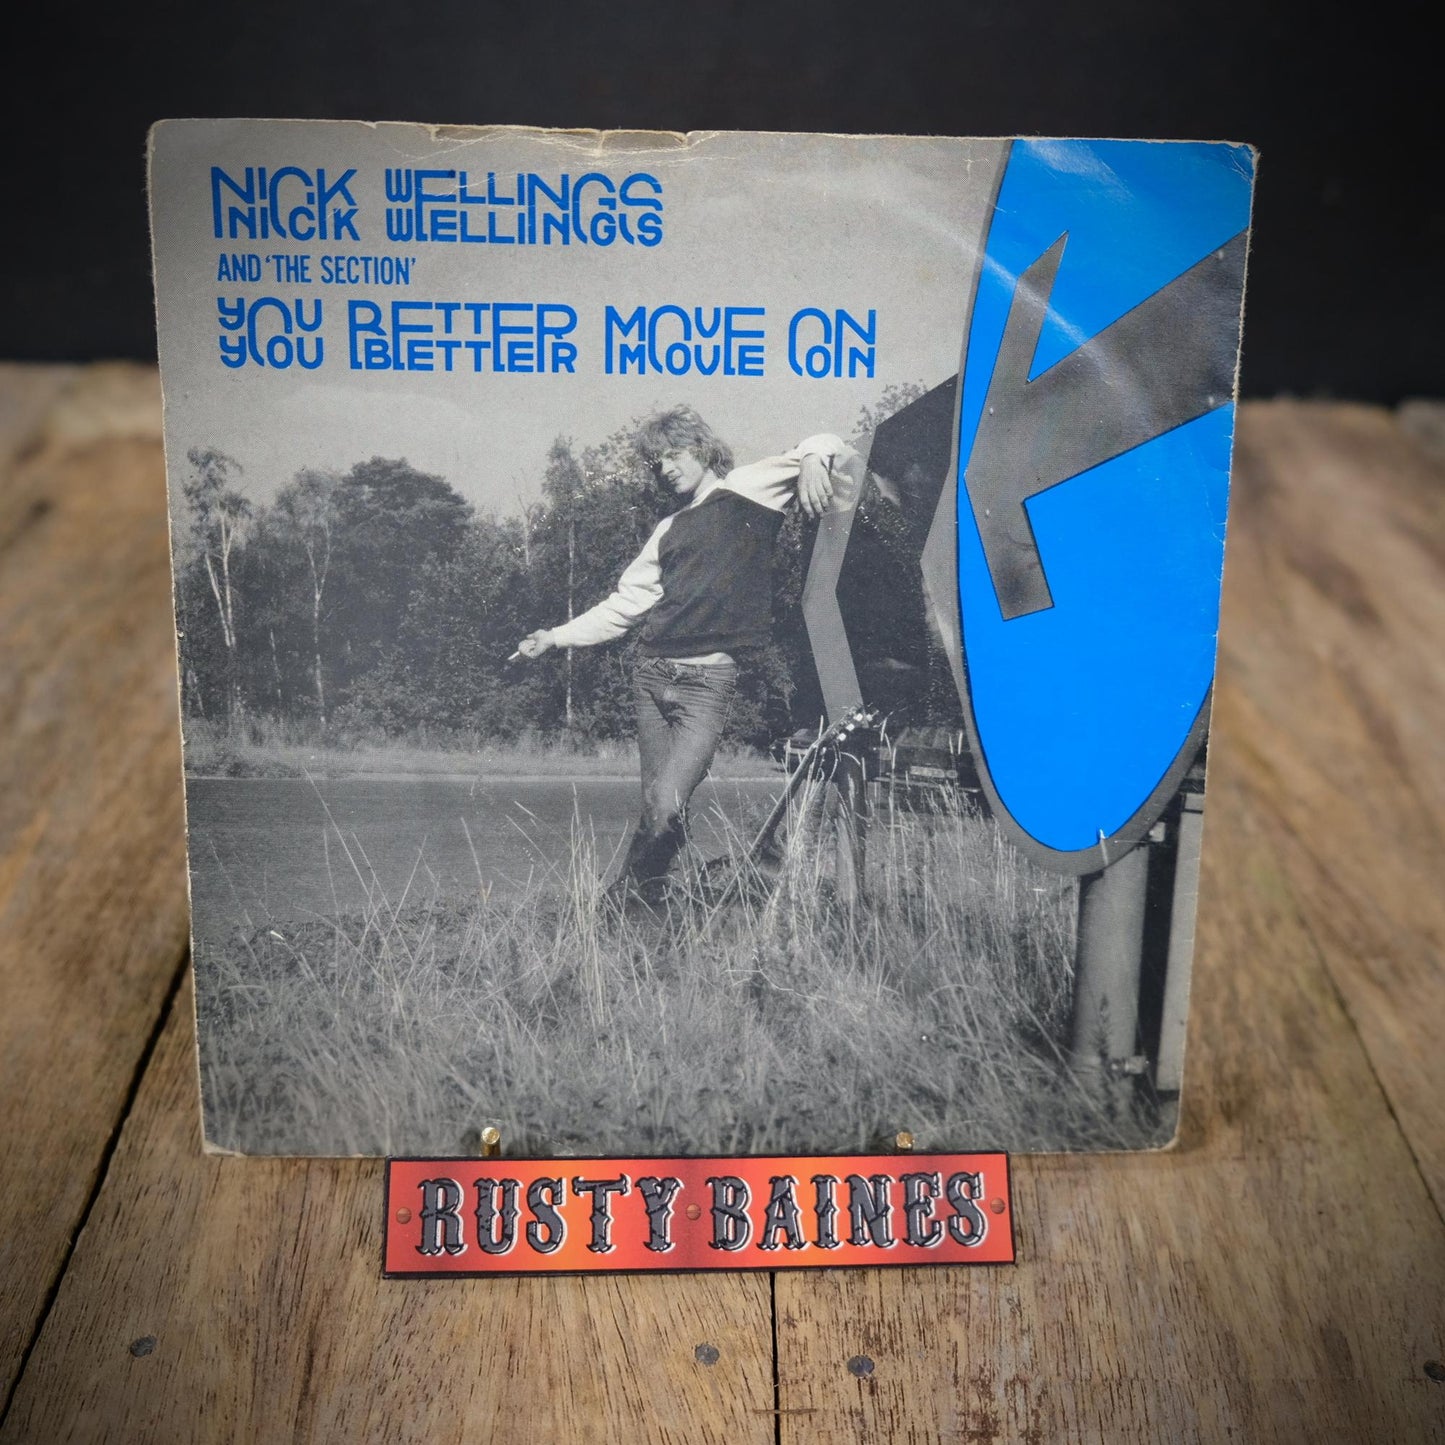 NICK WELLINGS
AND 'THE SECTION'
YOU BETTER MOVE ON
RUSTY BAINES